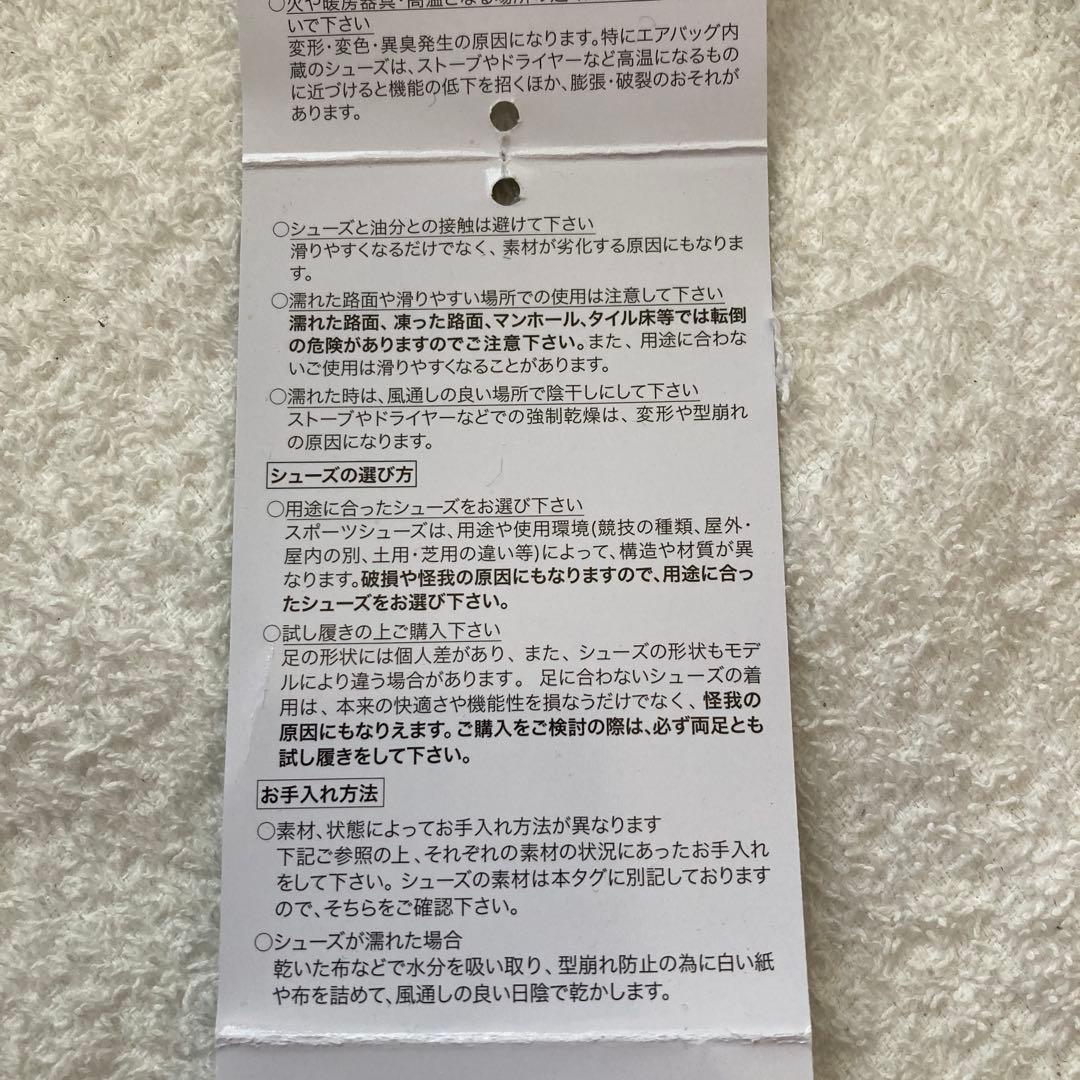 ○火や暖房器具・高温となる場所の近
いで下さい
変形・変色・異臭発生の原因になります。特にエアバッグ内
蔵のシューズは、ストーブやドライヤーなど高温になるもの
に近づけると機能の低下を招くほか、膨張・破裂のおそれが
あります。
○シューズと油分との接触は避けて下さい
滑りやすくなるだけでなく、素材が劣化する原因にもなりま
す。
○濡れた路面や滑りやすい場所での使用は注意して下さい
濡れた路面、凍った路面、マンホール、タイル床等では転倒
の危険がありますのでご注意下さい。また、用途に合わな
いご使用は滑りやすくなることがあります。
○濡れた時は、風通しの良い場所で陰干しにして下さい
ストーブやドライヤーなどでの強制乾燥は、変形や型崩れ
の原因になります。
シューズの選び方
○用途に合ったシューズをお選び下さい
スポーツシューズは、用途や使用環境(競技の種類、屋外・
屋内の別、土用・芝用の違い等)によって、構造や材質が異
なります。破損や怪我の原因にもなりますので、用途に合っ
たシューズをお選び下さい。
○試し履きの上ご購入下さい
足の形状には個人差があり、また、シューズの形状もモデ
ルにより違う場合があります。足に合わないシューズの着
用は、本来の快適さや機能性を損なうだけでなく、怪我の
原因にもなりえます。ご購入をご検討の際は、必ず両足とも
試し履きをして下さい。
お手入れ方法
○素材、状態によってお手入れ方法が異なります
下記ご参照の上、それぞれの素材の状況にあったお手入れ
をして下さい。シューズの素材は本タグに別記しております
ので、そちらをご確認下さい。
○シューズが濡れた場合
乾いた布などで水分を吸い取り、型崩れ防止の為に白い紙
や布を詰めて、風通しの良い日陰で乾かします。